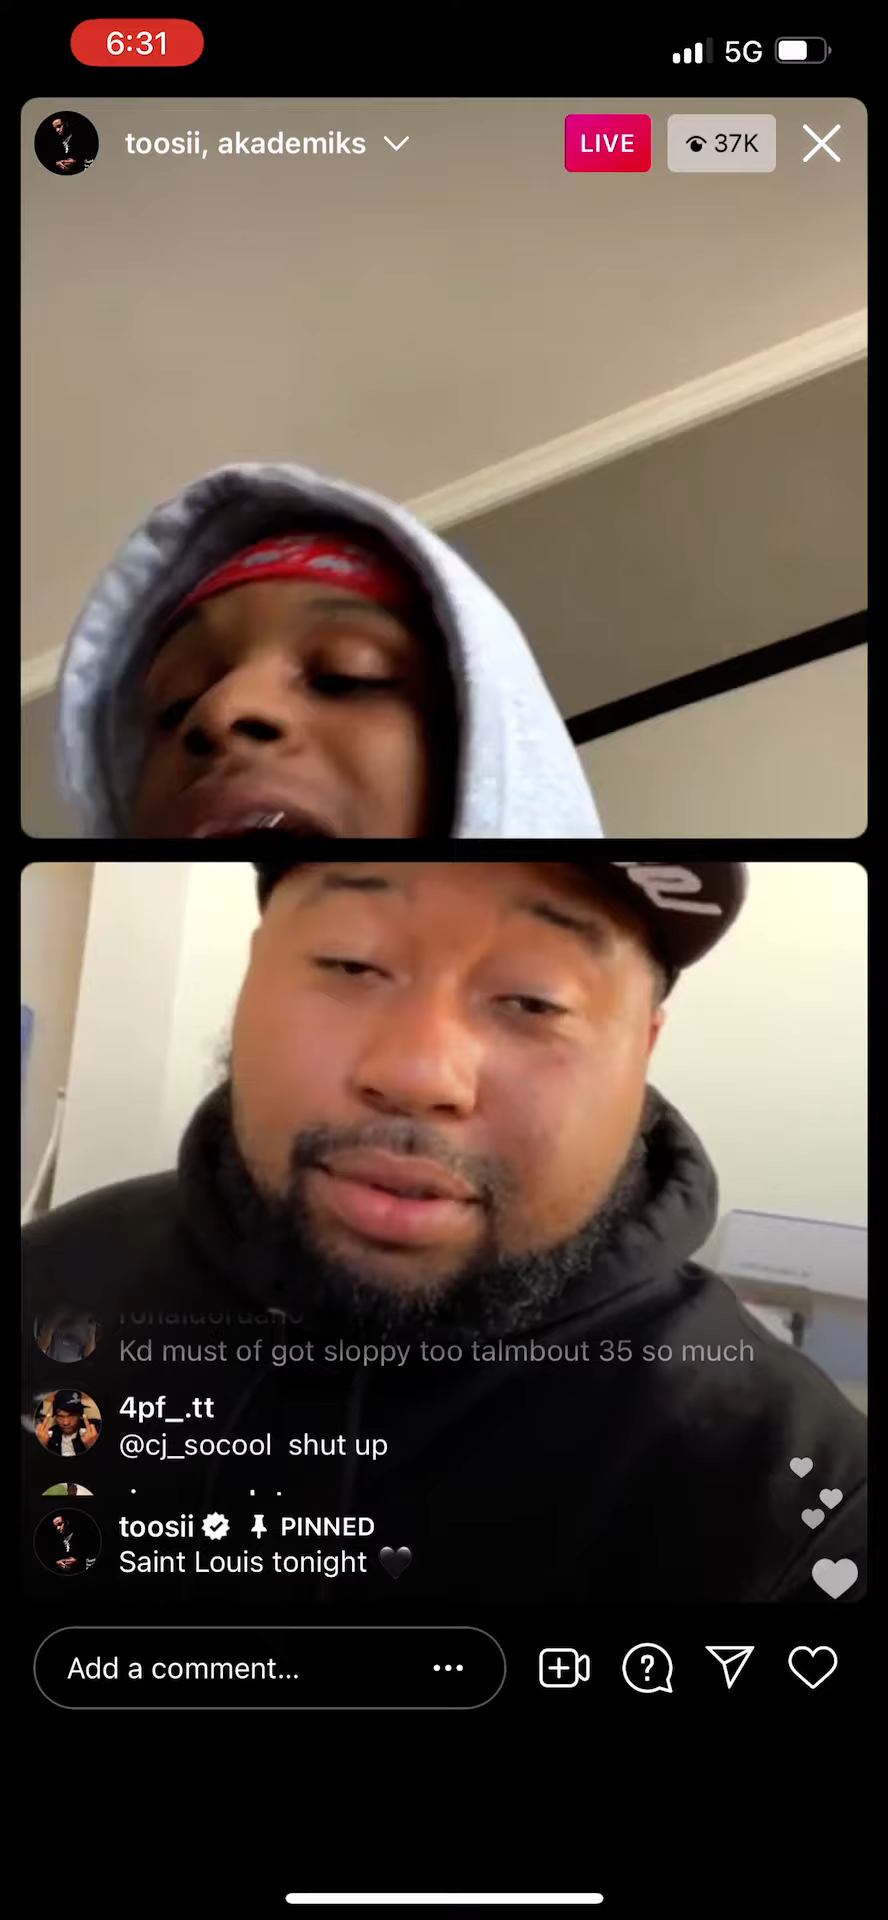 6:31
5G
toosii, akademiks
LIVE
37K
Kd must of got sloppy too talmbout 35 so much
4pf_.tt
@cj_socool shut up
toosii PINNED
Saint Louis tonight 🖤
Add a comment...